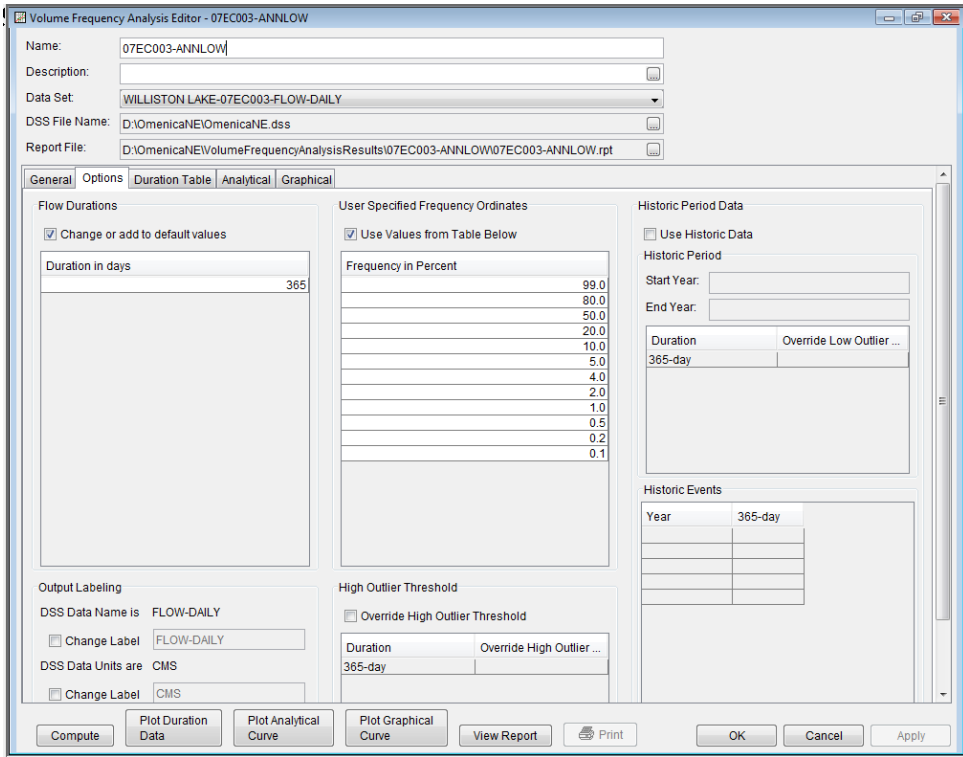 Volume Frequency Analysis Editor - 07EC003-ANNLOW
Name: 07EC003-ANNLOW
Description: ...
Data Set: WILLISTON LAKE-07EC003-FLOW-DAILY
DSS File Name: D:\OmenicaNE\OmenicaNE.dss ...
Report File: D:\OmenicaNE\VolumeFrequencyAnalysisResults\07EC003-ANNLOW\07EC003-ANNLOW.rpt ...
General Options Duration Table Analytical Graphical
Flow Durations
Change or add to default values
Duration in days
365
User Specified Frequency Ordinates
Use Values from Table Below
Frequency in Percent
99.0
80.0
50.0
20.0
10.0
5.0
4.0
2.0
1.0
0.5
0.2
0.1
Historic Period Data
Use Historic Data
Historic Period
Start Year:
End Year:
Duration Override Low Outlier ...
365-day
Historic Events
Year 365-day
Output Labeling
DSS Data Name is FLOW-DAILY
Change Label FLOW-DAILY
DSS Data Units are CMS
Change Label CMS
High Outlier Threshold
Override High Outlier Threshold
Duration Override High Outlier ...
365-day
Compute
Plot Duration
Data
Plot Analytical
Curve
Plot Graphical
Curve
View Report
Print
OK
Cancel
Apply